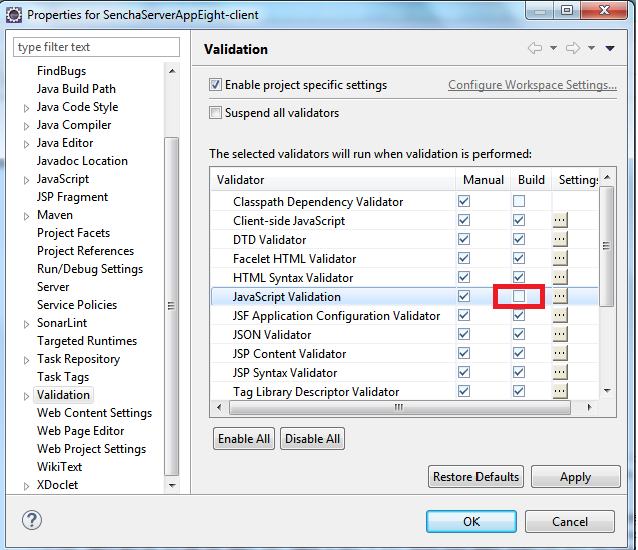 Properties for SenchaServerAppEight-client
type filter text
FindBugs
Java Build Path
Java Code Style
Java Compiler
Java Editor
Javadoc Location
JavaScript
JSP Fragment
Maven
Project Facets
Project References
Run/Debug Settings
Server
Service Policies
SonarLint
Targeted Runtimes
Task Repository
Task Tags
Validation
Web Content Settings
Web Page Editor
Web Project Settings
WikiText
XDoclet
Validation
Enable project specific settings
Configure Workspace Settings...
Suspend all validators
The selected validators will run when validation is performed:
Validator Manual Build Settings
Classpath Dependency Validator
Client-side JavaScript ...
DTD Validator ...
Facelet HTML Validator ...
HTML Syntax Validator ...
JavaScript Validation ...
JSF Application Configuration Validator ...
JSON Validator ...
JSP Content Validator ...
JSP Syntax Validator ...
Tag Library Descriptor Validator ...
Enable All Disable All
Restore Defaults Apply
? OK Cancel